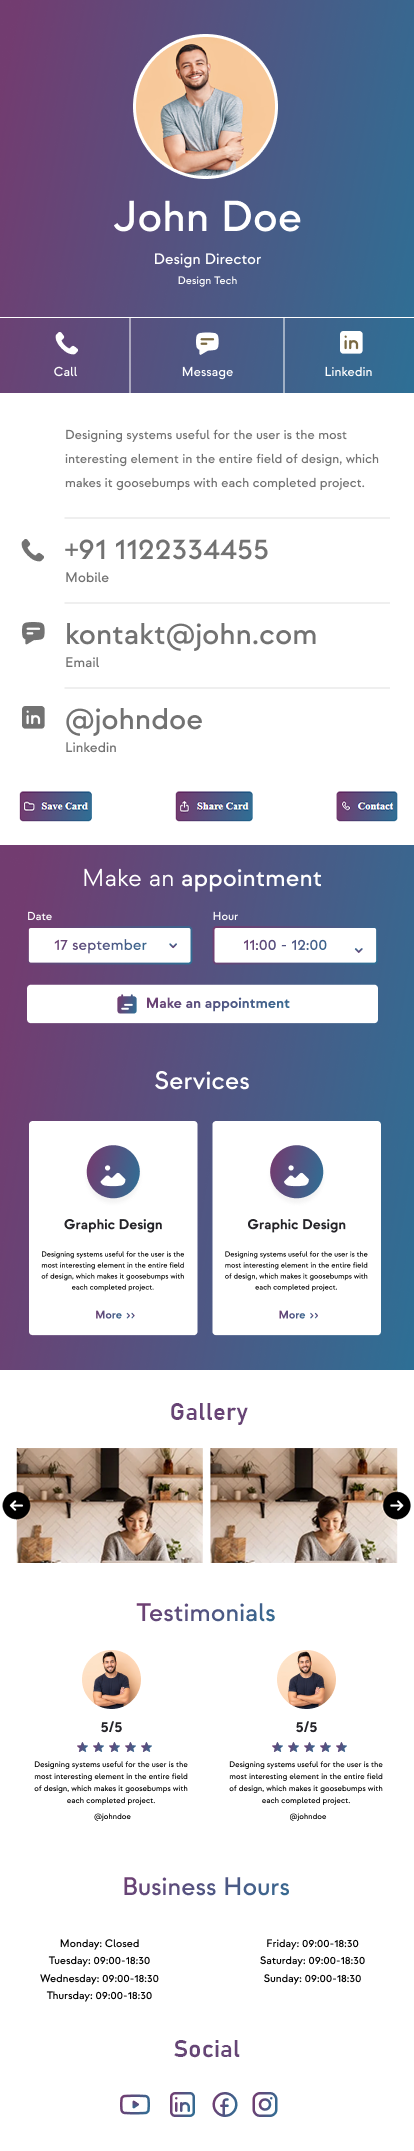 John Doe
Design Director
Design Tech
Call
Message
Linkedin
Designing systems useful for the user is the most
interesting element in the entire field of design, which
makes it goosebumps with each completed project.
+91 1122334455
Mobile
kontakt@john.com
Email
@johndoe
Linkedin
Save Card
Share Card
Contact
Make an appointment
Date
Hour
17 september
11:00 - 12:00
Make an appointment
Services
Graphic Design
Designing systems useful for the user is the
most interesting element in the entire field
of design, which makes it goosebumps with
each completed project.
More >>
Graphic Design
Designing systems useful for the user is the
most interesting element in the entire field
of design, which makes it goosebumps with
each completed project.
More >>
Gallery
Testimonials
5/5
Designing systems useful for the user is the
most interesting element in the entire field
of design, which makes it goosebumps with
each completed project.
@johndoe
5/5
Designing systems useful for the user is the
most interesting element in the entire field
of design, which makes it goosebumps with
each completed project.
@johndoe
Business Hours
Monday: Closed
Tuesday: 09:00-18:30
Wednesday: 09:00-18:30
Thursday: 09:00-18:30
Friday: 09:00-18:30
Saturday: 09:00-18:30
Sunday: 09:00-18:30
Social